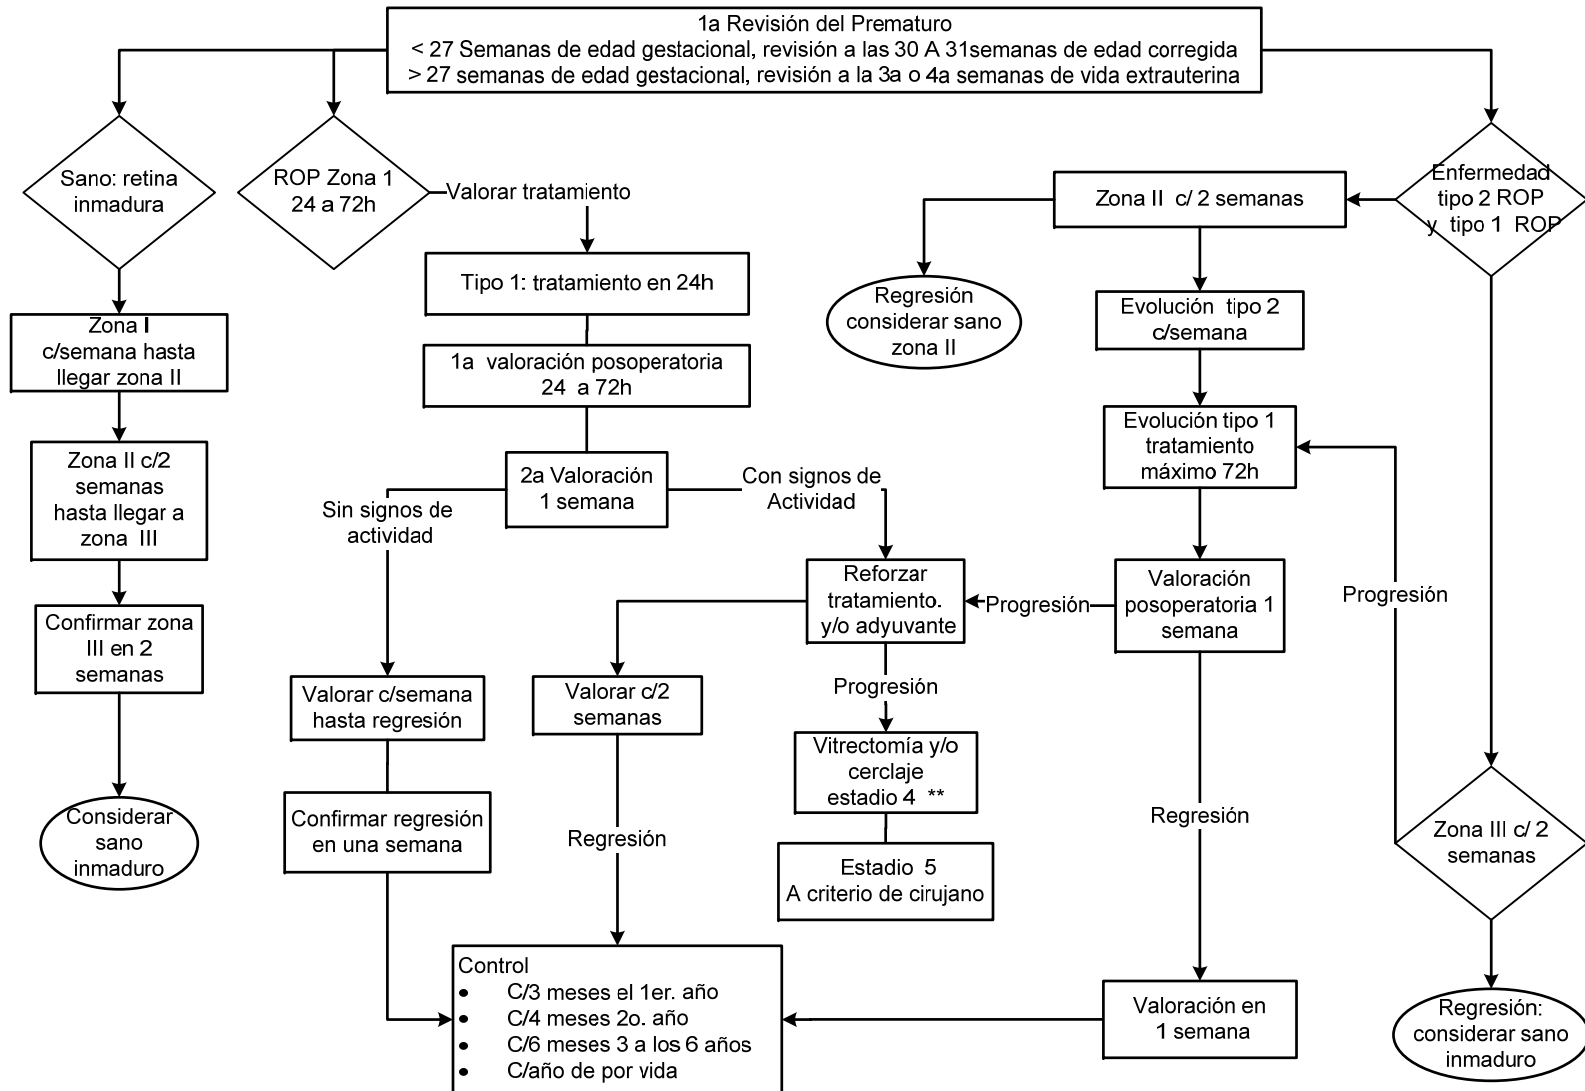 1a Revisión del Prematuro
< 27 Semanas de edad gestacional, revisión a las 30 A 31semanas de edad corregida
> 27 semanas de edad gestacional, revisión a la 3a o 4a semanas de vida extrauterina
Sano: retina
inmadura
ROP Zona 1
24 a 72h
Valorar tratamiento
Zona II c/ 2 semanas
Enfermedad
tipo 2 ROP
y tipo 1 ROP
Tipo 1: tratamiento en 24h
Regresión
considerar sano
zona II
Evolución tipo 2
c/semana
Zona I
c/semana hasta
llegar zona II
1a valoración posoperatoria
24 a 72h
Evolución tipo 1
tratamiento
máximo 72h
Zona II c/2
semanas
hasta llegar a
zona III
2a Valoración
1 semana
Con signos de
Actividad
Sin signos de
actividad
Reforzar
tratamiento.
y/o adyuvante
Progresión
Valoración
posoperatoria 1
semana
Progresión
Confirmar zona
III en 2
semanas
Valorar c/semana
hasta regresión
Valorar c/2
semanas
Progresión
Vitrectomía y/o
cerclaje
estadio 4 **
Considerar
sano
inmaduro
Confirmar regresión
en una semana
Regresión
Regresión
Zona III c/ 2
semanas
Estadio 5
A criterio de cirujano
Control
• C/3 meses el 1er. año
• C/4 meses 2o. año
• C/6 meses 3 a los 6 años
• C/año de por vida
Valoración en
1 semana
Regresión:
considerar sano
inmaduro